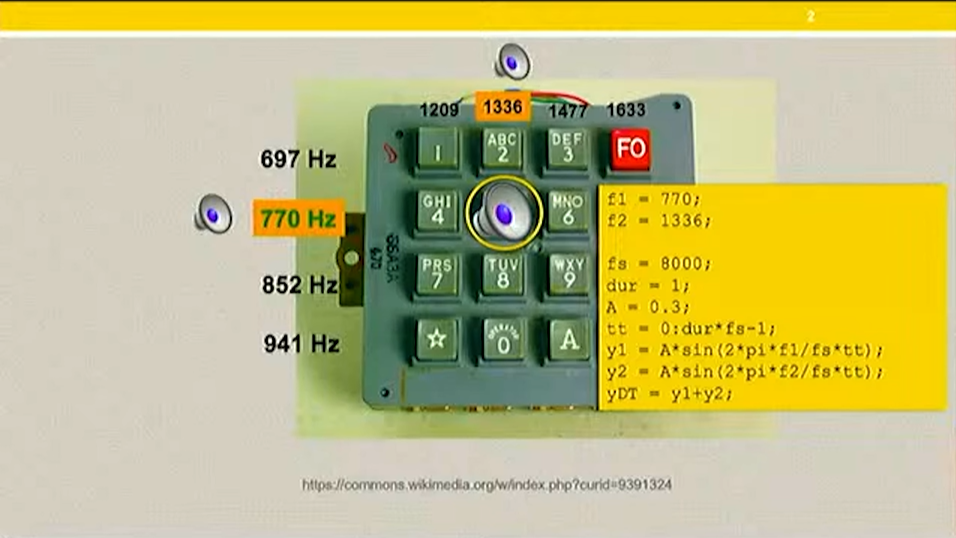 2
1209 1336 1477 1633
697 Hz
1
ABC
2
DEF
3
FO
770 Hz
GHI
4
MNO
6
852 Hz
PRS
7
TUV
8
WXY
9
941 Hz
☆
OPERATOR
0
A
f1 = 770;
f2 = 1336;
fs = 8000;
dur = 1;
A = 0.3;
tt = 0:dur*fs-1;
y1 = A*sin(2*pi*f1/fs*tt);
y2 = A*sin(2*pi*f2/fs*tt);
yDT = y1+y2;
https://commons.wikimedia.org/w/index.php?curid=9391324